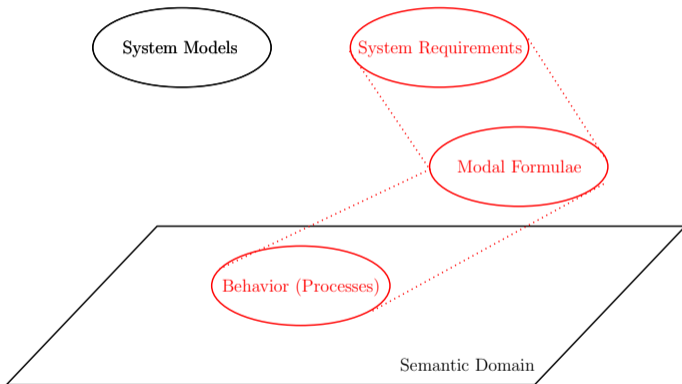 System Models
System Requirements
Modal Formulae
Behavior (Processes)
Semantic Domain